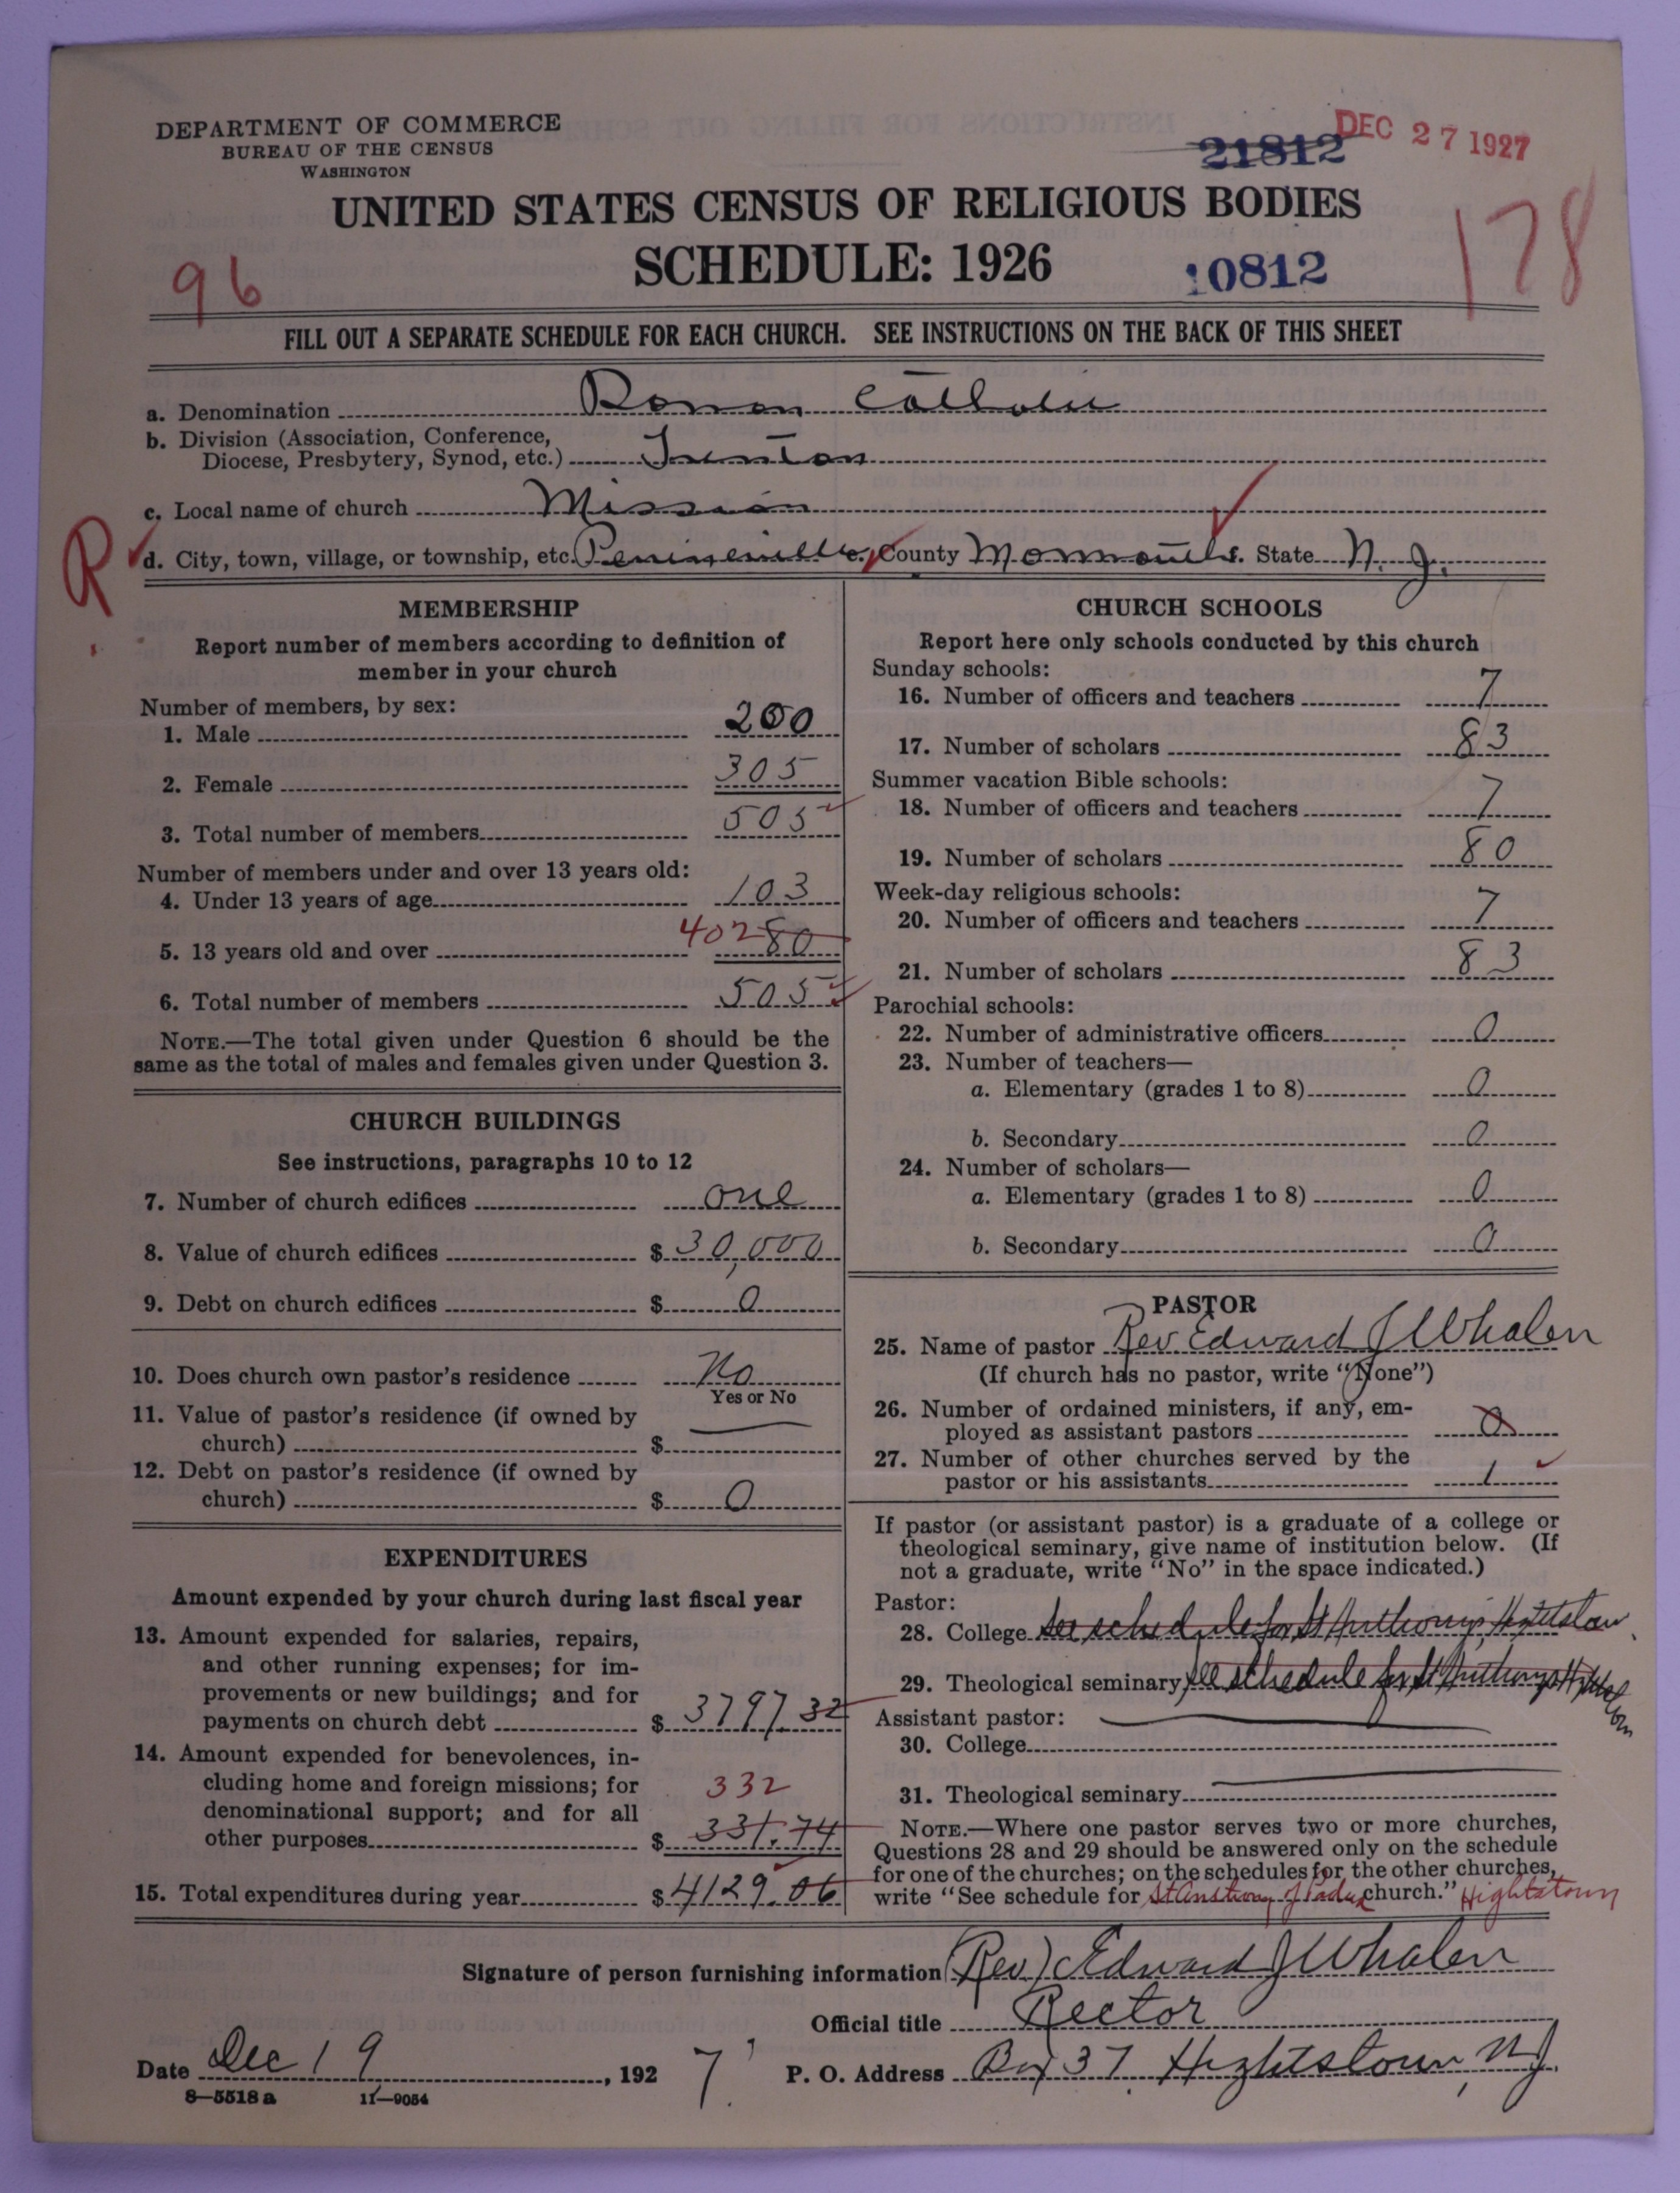 DEPARTMENT OF COMMERCE
BUREAU OF THE CENSUS
WASHINGTON
21812 DEC 27 1927
UNITED STATES CENSUS OF RELIGIOUS BODIES
SCHEDULE: 1926
10812
178
96
FILL OUT A SEPARATE SCHEDULE FOR EACH CHURCH. SEE INSTRUCTIONS ON THE BACK OF THIS SHEET
a. Denomination Roman Catholic
b. Division (Association, Conference,
Diocese, Presbytery, Synod, etc.) Trenton
c. Local name of church Mission
R d. City, town, village, or township, etc. e. County Monmouth f. State N. J.
MEMBERSHIP
Report number of members according to definition of
member in your church
Number of members, by sex:
1. Male 200
2. Female 305
3. Total number of members 505
Number of members under and over 13 years old:
4. Under 13 years of age 103
5. 13 years old and over 402 80
6. Total number of members 505
NOTE.—The total given under Question 6 should be the
same as the total of males and females given under Question 3.
CHURCH BUILDINGS
See instructions, paragraphs 10 to 12
7. Number of church edifices one
8. Value of church edifices $ 30,000
9. Debt on church edifices $ 0
10. Does church own pastor's residence No
Yes or No
11. Value of pastor's residence (if owned by
church) $
12. Debt on pastor's residence (if owned by
church) $ 0
EXPENDITURES
Amount expended by your church during last fiscal year
13. Amount expended for salaries, repairs,
and other running expenses; for im-
provements or new buildings; and for
payments on church debt $ 3797.32
14. Amount expended for benevolences, in-
cluding home and foreign missions; for 332
denominational support; and for all
other purposes $ 331.74
15. Total expenditures during year $ 4129.06
CHURCH SCHOOLS
Report here only schools conducted by this church
Sunday schools:
16. Number of officers and teachers 7
17. Number of scholars 83
Summer vacation Bible schools:
18. Number of officers and teachers 7
19. Number of scholars 80
Week-day religious schools:
20. Number of officers and teachers 7
21. Number of scholars 83
Parochial schools:
22. Number of administrative officers 0
23. Number of teachers—
a. Elementary (grades 1 to 8) 0
b. Secondary 0
24. Number of scholars—
a. Elementary (grades 1 to 8) 0
b. Secondary 0
PASTOR
25. Name of pastor Rev. Edward J Whalen
(If church has no pastor, write "None")
26. Number of ordained ministers, if any, em-
ployed as assistant pastors 0
27. Number of other churches served by the
pastor or his assistants 1
If pastor (or assistant pastor) is a graduate of a college or
theological seminary, give name of institution below. (If
not a graduate, write "No" in the space indicated.)
Pastor:
28. College See schedule for St Anthony's Hightstown
29. Theological seminary See schedule for St Anthonys Hightstown
Assistant pastor:
30. College
31. Theological seminary
NOTE.—Where one pastor serves two or more churches,
Questions 28 and 29 should be answered only on the schedule
for one of the churches; on the schedules for the other churches,
write "See schedule for St Anthony of Padua church." Hightstown
Signature of person furnishing information (Rev) Edward J Whalen
Official title Rector
Date Dec 19, 1927 P. O. Address Box 37, Hightstown, N.J.
8—5518 a 11—9054